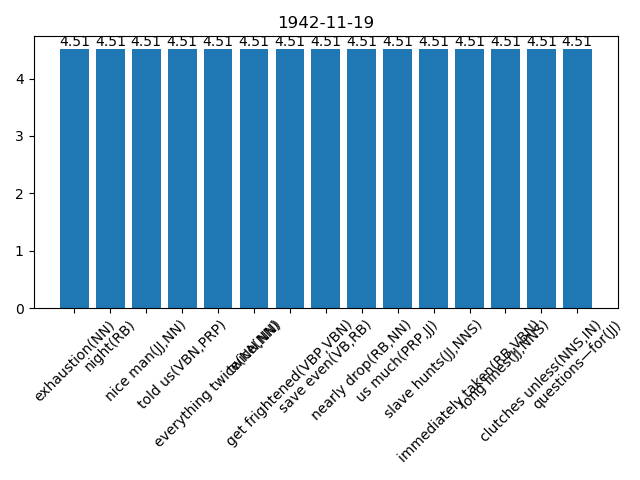 1942-11-19
4.51 4.51 4.51 4.51 4.51 4.51 4.51 4.51 4.51 4.51 4.51 4.51 4.51 4.51 4.51
4
3
2
1
0
exhaustion(NN)
night(RB)
nice man(JJ,NN)
told us(VBN,PRP)
everything
get frightened(VBP,VBN)
save even(VB,RB)
nearly drop(RB,NN)
us much(PRP,JJ)
slave hunts(JJ,NNS)
immediately taken(RB,VBN)
long lines(JJ,NNS)
clutches unless(NNS,IN)
questions—for(JJ)